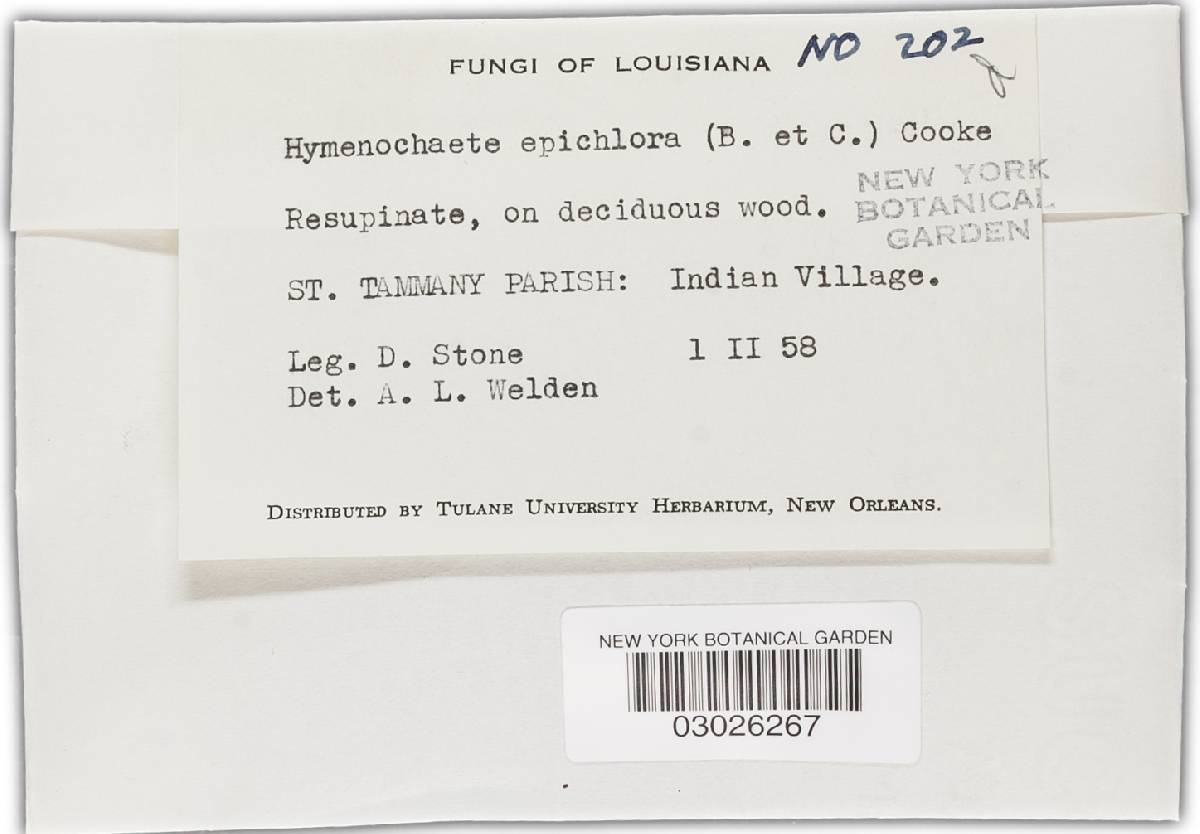 FUNGI OF LOUISIANA NO 202
Hymenochaete epichlora (B. et C.) Cooke
Resupinate, on deciduous wood.
NEW YORK
BOTANICAL
GARDEN
ST. TAMMANY PARISH: Indian Village.
Leg. D. Stone 1 II 58
Det. A. L. Welden
DISTRIBUTED BY TULANE UNIVERSITY HERBARIUM, NEW ORLEANS.
NEW YORK BOTANICAL GARDEN
03026267